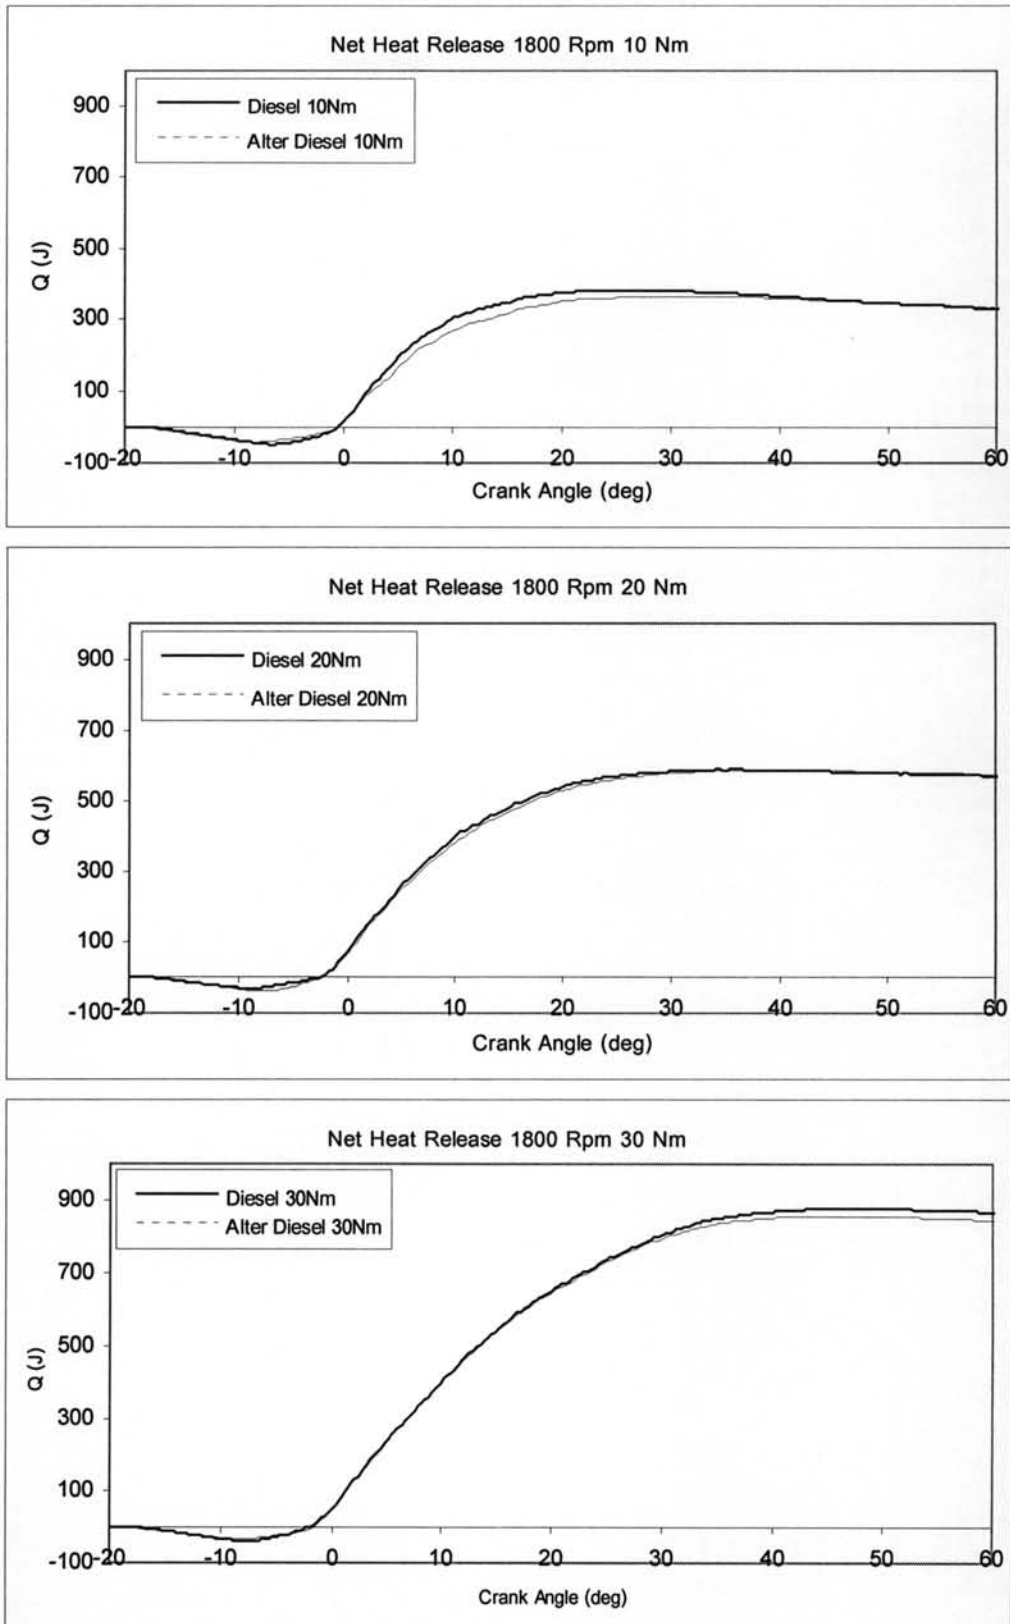 Net Heat Release 1800 Rpm 10 Nm
Diesel 10Nm
Alter Diesel 10Nm
900
700
500
300
100
-100
Q (J)
-20 -10 0 10 20 30 40 50 60
Crank Angle (deg)
Net Heat Release 1800 Rpm 20 Nm
Diesel 20Nm
Alter Diesel 20Nm
900
700
500
300
100
-100
Q (J)
-20 -10 0 10 20 30 40 50 60
Crank Angle (deg)
Net Heat Release 1800 Rpm 30 Nm
Diesel 30Nm
Alter Diesel 30Nm
900
700
500
300
100
-100
Q (J)
-20 -10 0 10 20 30 40 50 60
Crank Angle (deg)